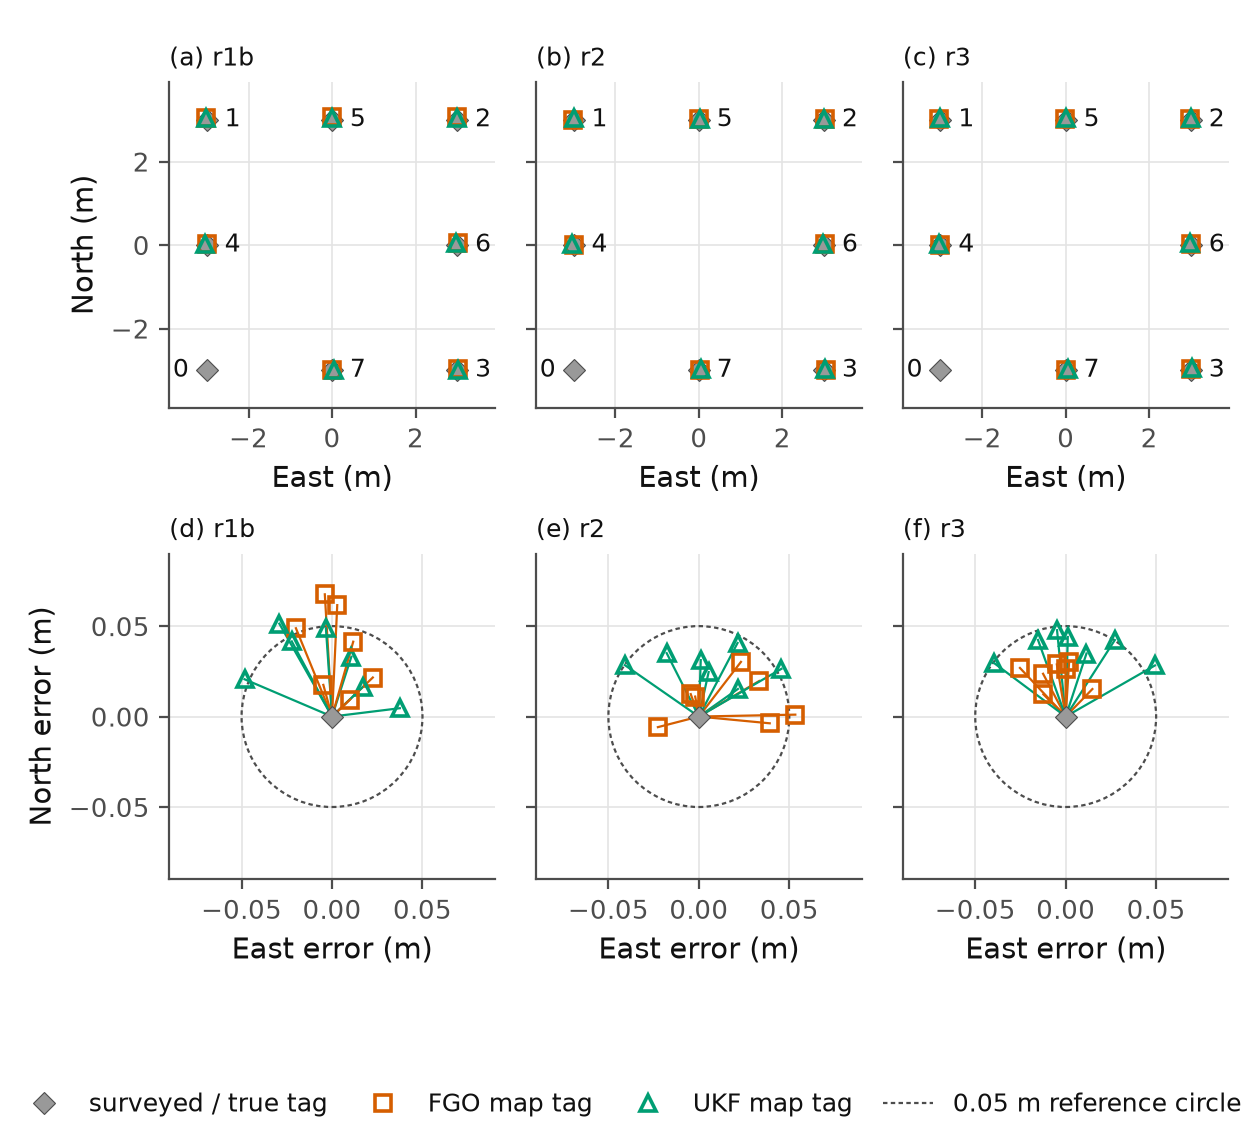 (a) r1b
(b) r2
(c) r3
1 5 2
1 5 2
1 5 2
2
4 6
4 6
4 6
0
−2
0 7 3
0 7 3
0 7 3
−2 0 2
−2 0 2
−2 0 2
North (m)
East (m)
East (m)
East (m)
(d) r1b
(e) r2
(f) r3
0.05
0.00
−0.05
North error (m)
−0.05 0.00 0.05
−0.05 0.00 0.05
−0.05 0.00 0.05
East error (m)
East error (m)
East error (m)
surveyed / true tag
FGO map tag
UKF map tag
0.05 m reference circle